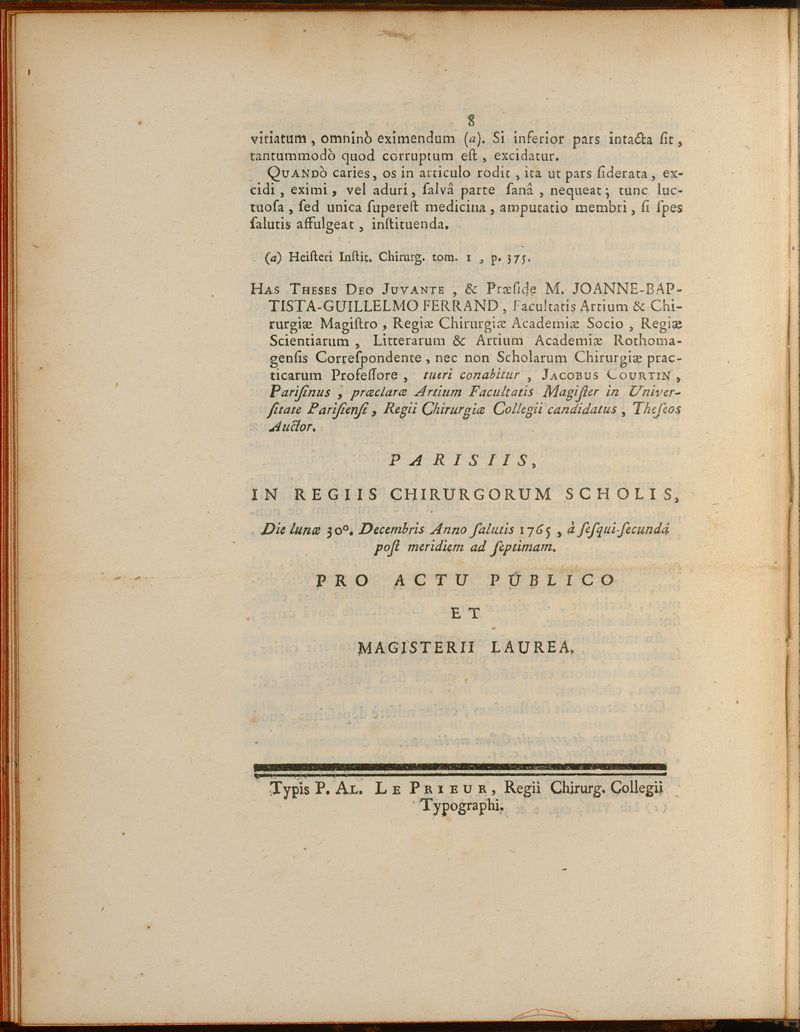 8
vitiatum , omninò eximendum (a). Si inferior pars intacta ſit ,
tantummodò quod corruptum eſt , excidatur.
QUANDÒ caries, os in articulo rodit , ita ut pars ſiderata , ex-
cidi , eximi , vel aduri , ſalvâ parte ſanâ , nequeat ; tunc luc-
tuoſa , ſed unica ſupereſt medicina , amputatio membri , ſi ſpes
ſalutis affulgeat , inſtituenda.
(a) Heiſteri Inſtit. Chirurg. tom. 1 , p. 375.
HAS THESES DEO JUVANTE , & Præſide M. JOANNE-BAP-
TISTA-GUILLELMO FERRAND , Facultatis Artium & Chi-
rurgiæ Magiſtro , Regiæ Chirurgiæ Academiæ Socio , Regiæ
Scientiarum , Litterarum & Artium Academiæ Rothoma-
genſis Correſpondente , nec non Scholarum Chirurgiæ prac-
ticarum Profeſſore , tueri conabitur , JACOBUS COURTIN ,
Pariſinus , præclaræ Artium Facultatis Magiſter in Univer-
ſitate Pariſienſi , Regii Chirurgiæ Collegii candidatus , Theſeos
Auctor.
PARISIIS,
IN REGIIS CHIRURGORUM SCHOLIS,
Die lunæ 30°. Decembris Anno ſalutis 1765 , à ſeſqui-ſecundâ
poſt meridiem ad ſeptimam.
PRO ACTU PUBLICO
ET
MAGISTERII LAUREA.
Typis P. AL. LE PRIEUR, Regii Chirurg. Collegii
Typographi.